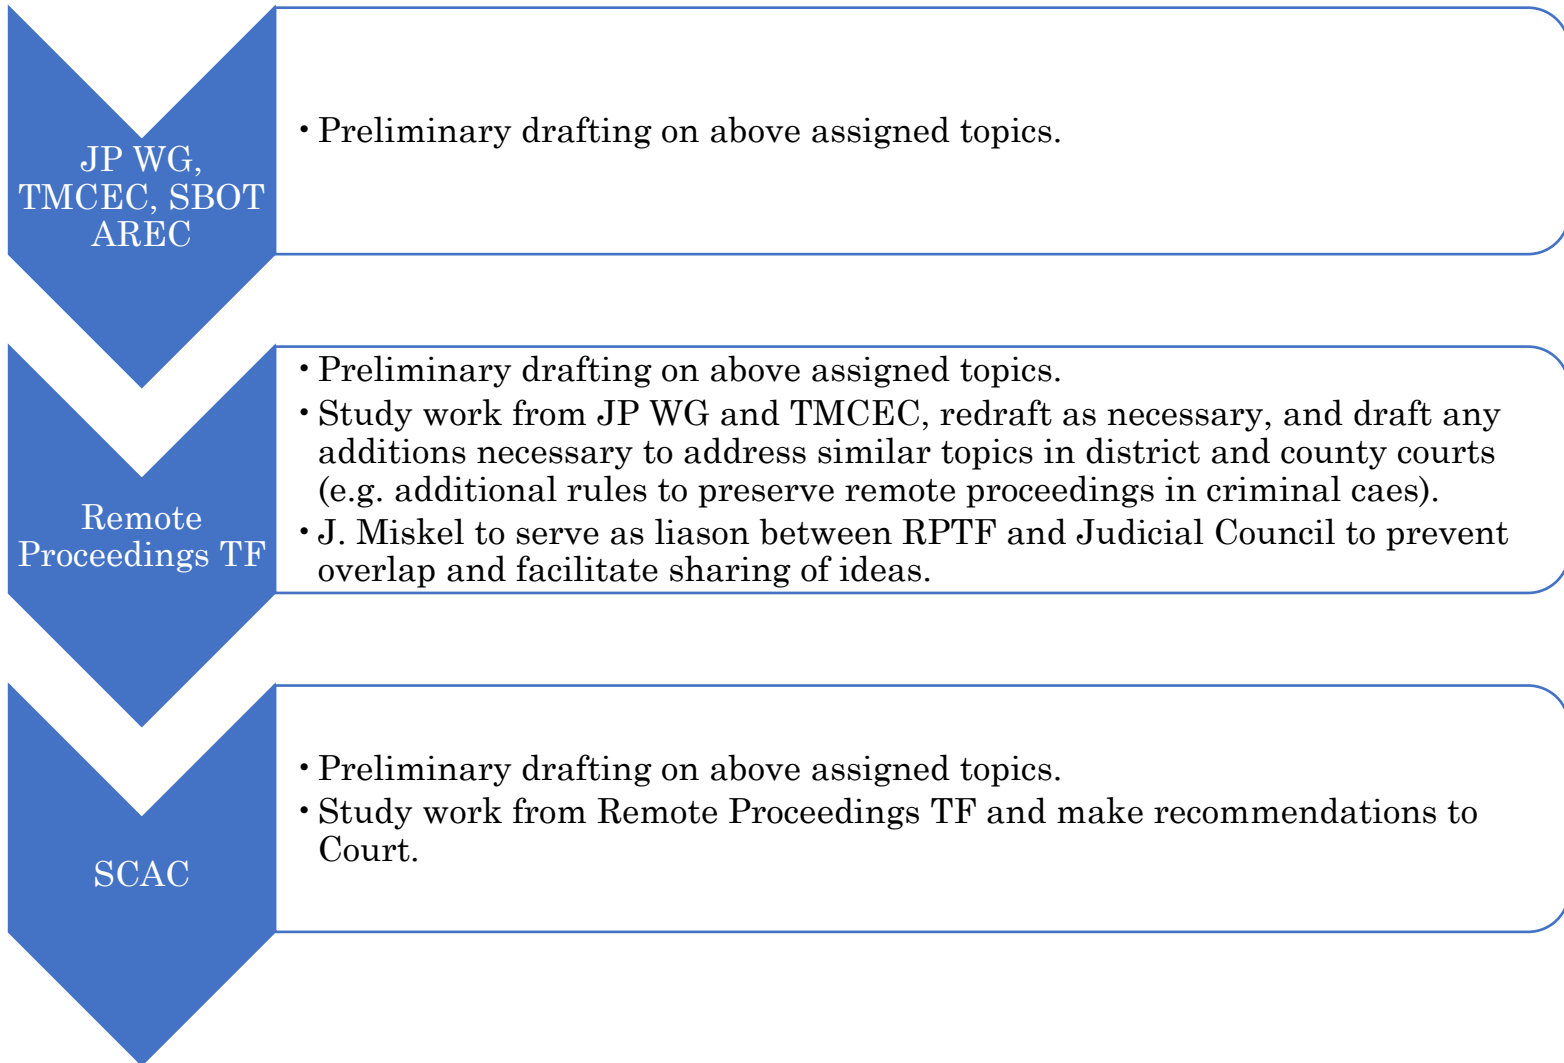 JP WG,
TMCEC, SBOT
AREC
• Preliminary drafting on above assigned topics.
Remote
Proceedings TF
• Preliminary drafting on above assigned topics.
• Study work from JP WG and TMCEC, redraft as necessary, and draft any
additions necessary to address similar topics in district and county courts
(e.g. additional rules to preserve remote proceedings in criminal caes).
• J. Miskel to serve as liason between RPTF and Judicial Council to prevent
overlap and facilitate sharing of ideas.
SCAC
• Preliminary drafting on above assigned topics.
• Study work from Remote Proceedings TF and make recommendations to
Court.